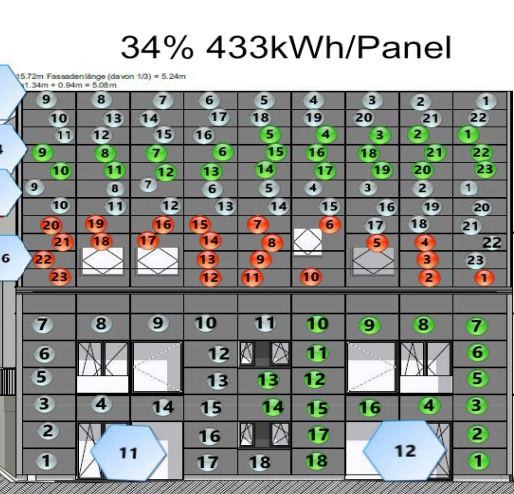 34% 433kWh/Panel
15.72m Fassadenlänge (davon 1/3) = 5.24m
1.34m + 0.94m = 5.08m
9 8 7 6 5 4 3 2 1
10 13 14 17 18 19 20 21 22
11 12 15 16 5 4 3 2 1
9 8 7 6 15 16 18 21 22
10 11 12 13 14 17 19 20 23
9 8 7 6 5 4 3 2 1
10 11 12 13 14 15 16 19 20
20 19 16 15 7 6 17 18 21
21 18 17 14 8 5 4 22
22 13 9 3 23
23 12 11 10 2 1
6
7 8 9 10 11 10 9 8 7
6 12 11 6
5 13 13 12 5
3 4 14 15 14 15 16 4 3
2 16 17 2
1 17 18 18 1
11 12